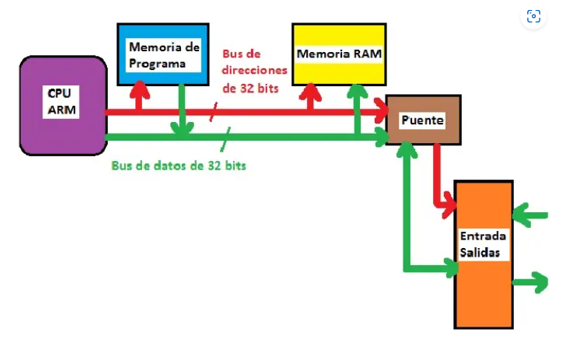 Memoria de
Programa
Bus de
direcciones
de 32 bits
Memoria RAM
CPU
ARM
Puente
Bus de datos de 32 bits
Entrada
Salidas